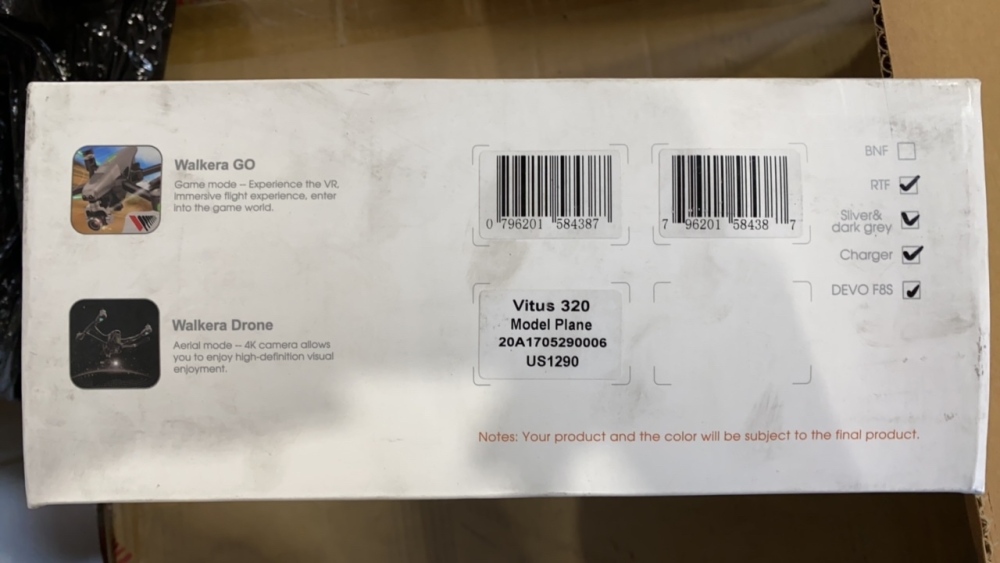 Walkera GO
Game mode – Experience the VR,
immersive flight experience, enter
into the game world.
Walkera Drone
Aerial mode – 4K camera allows
you to enjoy high-definition visual
enjoyment.
0 796201 584387
7 96201 58438 7
Vitus 320
Model Plane
20A1705290006
US1290
BNF
RTF
Sliver&
dark grey
Charger
DEVO F8S
Notes: Your product and the color will be subject to the final product.